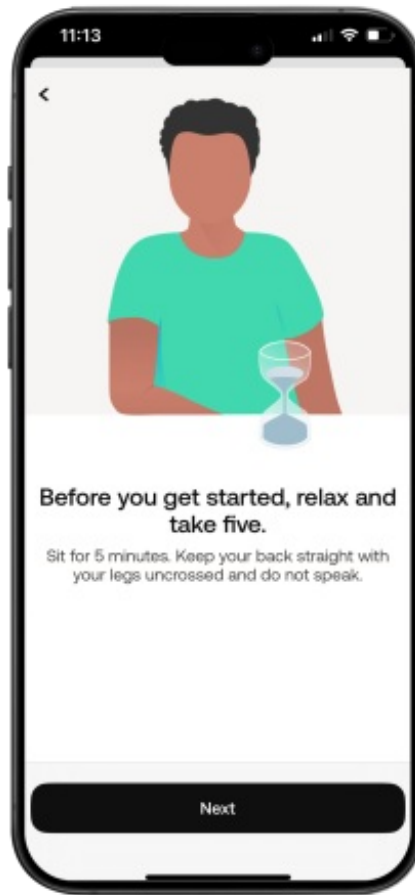 11:13
Before you get started, relax and
take five.
Sit for 5 minutes. Keep your back straight with
your legs uncrossed and do not speak.
Next